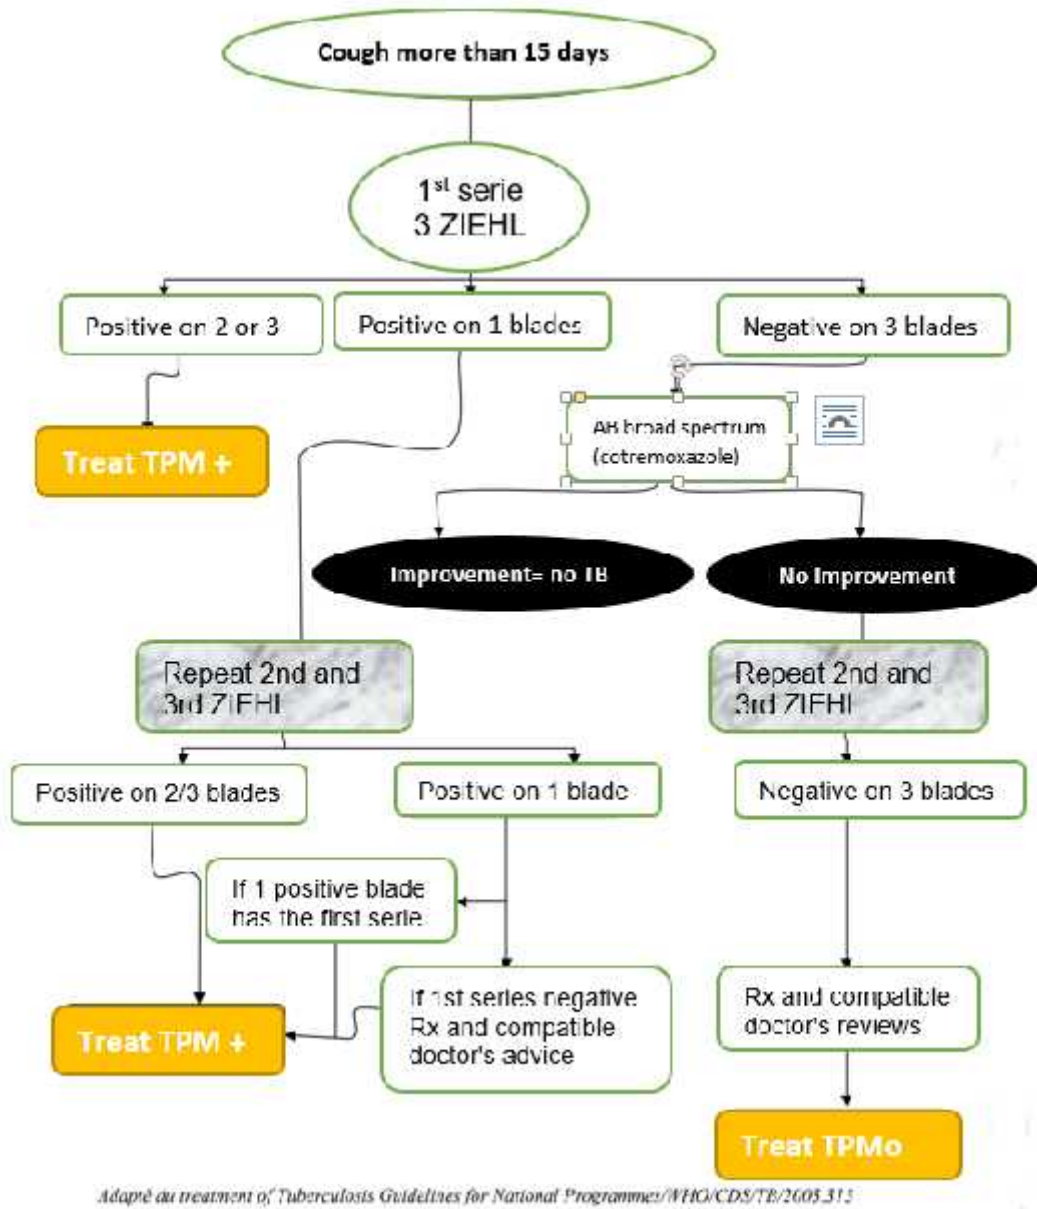 Cough more than 15 days
1st serie
3 ZIEHL
Positive on 2 or 3
Positive on 1 blades
Negative on 3 blades
AB broad spectrum
(cotremoxazole)
Treat TPM +
Improvement= no TB
No Improvement
Repeat 2nd and
3rd ZIEHL
Repeat 2nd and
3rd ZIEHL
Positive on 2/3 blades
Positive on 1 blade
Negative on 3 blades
If 1 positive blade
has the first serie
If 1st series negative
Rx and compatible
doctor's advice
Rx and compatible
doctor's reviews
Treat TPM +
Treat TPMo
Adapté au treatment of Tuberculosis Guidelines for National Programmes/WHO/CDS/TB/2003.313